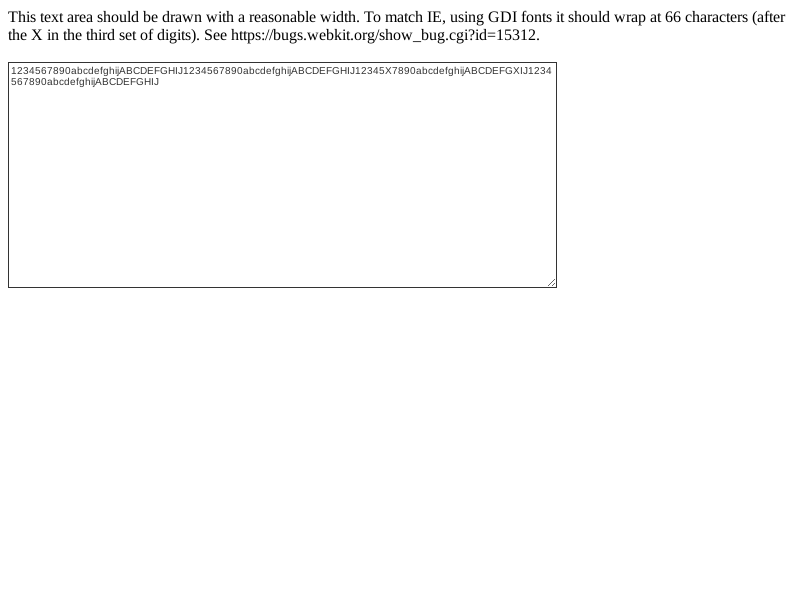 This text area should be drawn with a reasonable width. To match IE, using GDI fonts it should wrap at 66 characters (after
the X in the third set of digits). See https://bugs.webkit.org/show_bug.cgi?id=15312.
1234567890abcdefghijABCDEFGHIJ1234567890abcdefghijABCDEFGHIJ12345X7890abcdefghijABCDEFGXIJ1234
567890abcdefghijABCDEFGHIJ